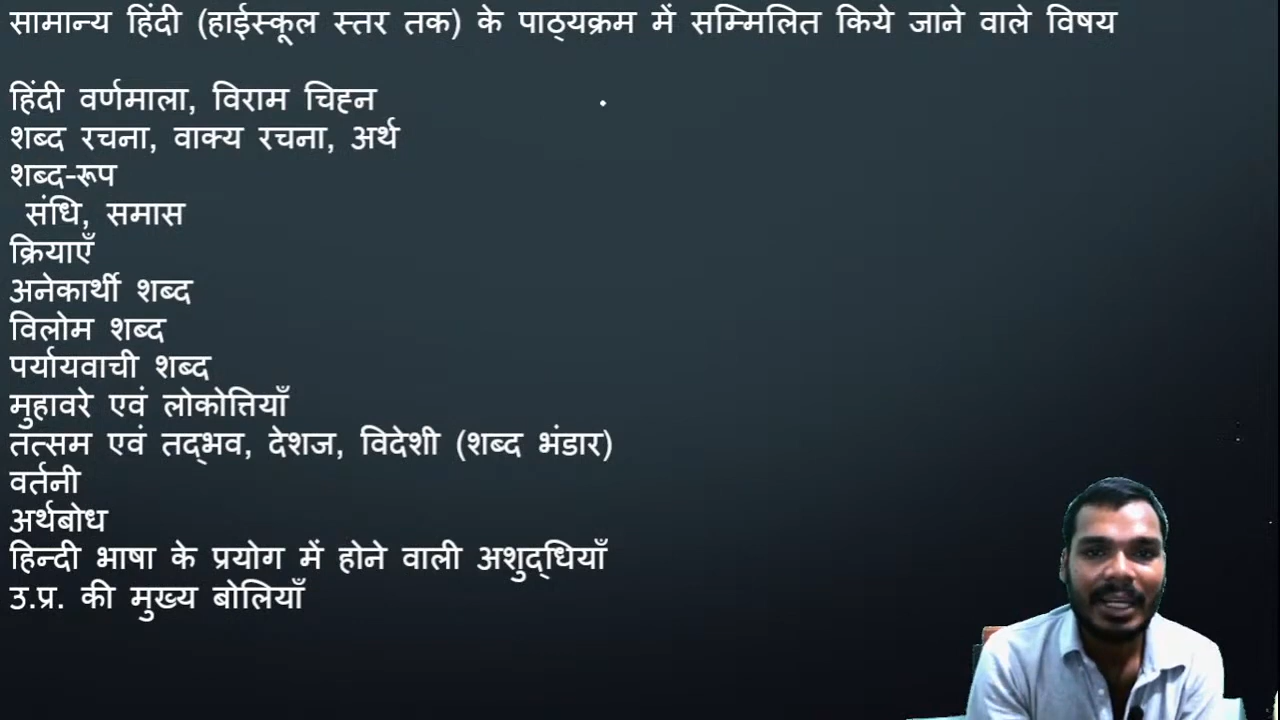 सामान्य हिंदी (हाईस्कूल स्तर तक) के पाठ्यक्रम में सम्मिलित किये जाने वाले विषय
हिंदी वर्णमाला, विराम चिह्न
शब्द रचना, वाक्य रचना, अर्थ
शब्द-रूप
संधि, समास
क्रियाएँ
अनेकार्थी शब्द
विलोम शब्द
पर्यायवाची शब्द
मुहावरे एवं लोकोत्तियाँ
तत्सम एवं तद्भव, देशज, विदेशी (शब्द भंडार)
वर्तनी
अर्थबोध
हिन्दी भाषा के प्रयोग में होने वाली अशुद्धियाँ
उ.प्र. की मुख्य बोलियाँ